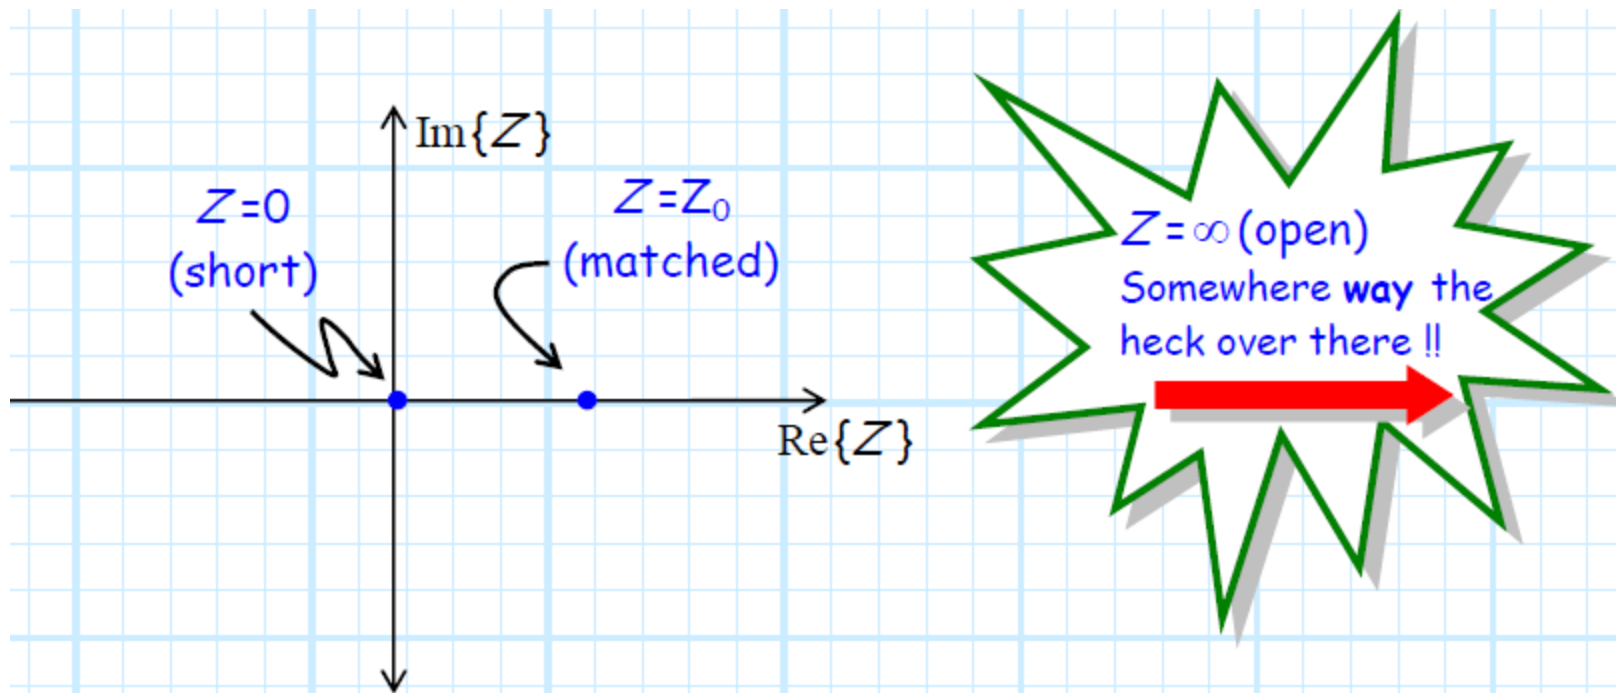 Im{Z}
Z=0
(short)
Z=Z₀
(matched)
Re{Z}
Z=∞ (open)
Somewhere way the
heck over there !!